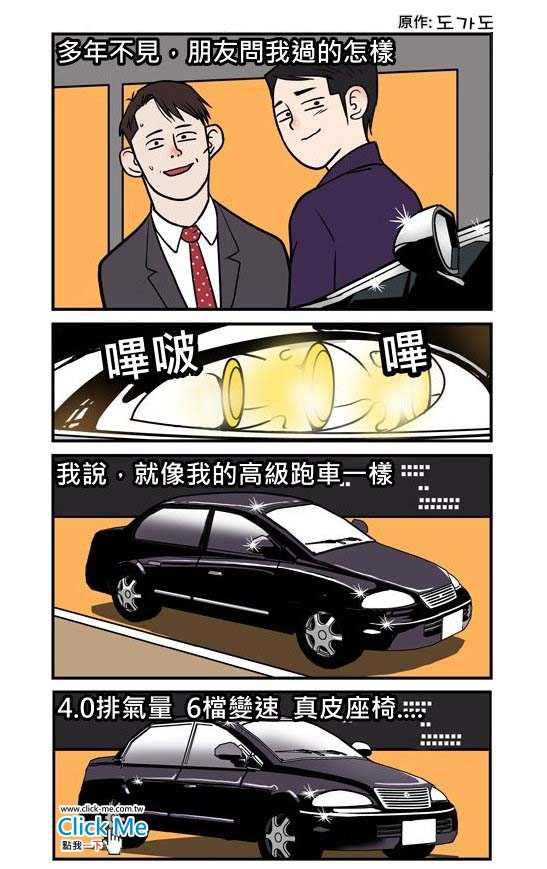 原作: 도가도
多年不見，朋友問我過的怎樣
嗶啵 嗶
我說，就像我的高級跑車一樣
4.0排氣量 6檔變速 真皮座椅....
www.click-me.com.tw
Click Me
點我一下